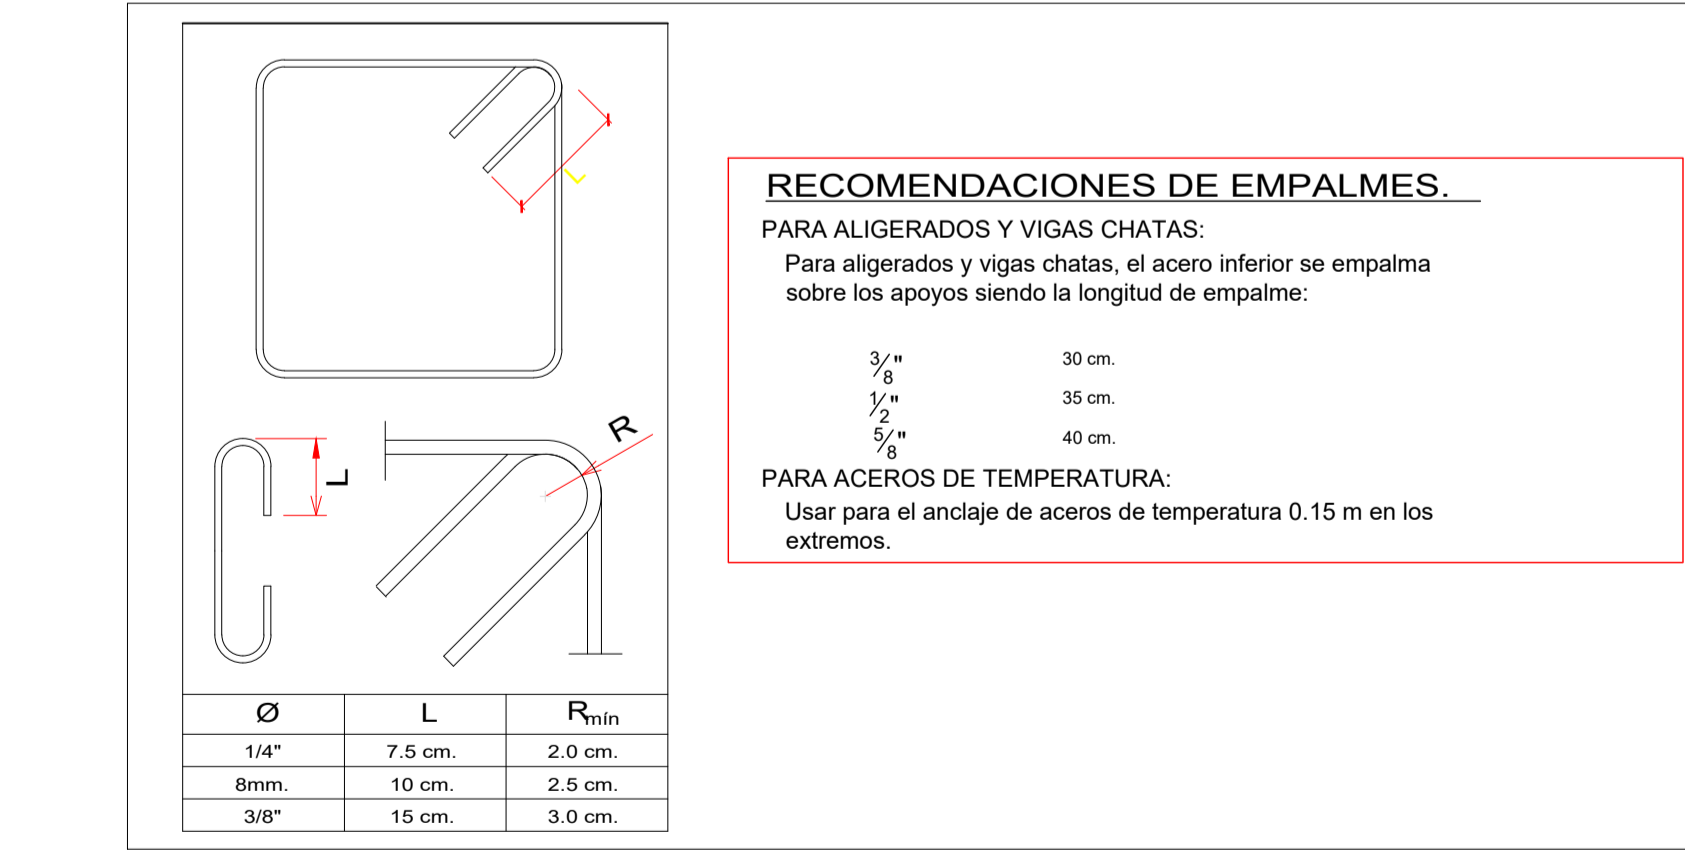 L
L
R
Ø L Rmín
1/4" 7.5 cm. 2.0 cm.
8mm. 10 cm. 2.5 cm.
3/8" 15 cm. 3.0 cm.
RECOMENDACIONES DE EMPALMES.
PARA ALIGERADOS Y VIGAS CHATAS:
Para aligerados y vigas chatas, el acero inferior se empalma
sobre los apoyos siendo la longitud de empalme:
3/8" 30 cm.
1/2" 35 cm.
5/8" 40 cm.
PARA ACEROS DE TEMPERATURA:
Usar para el anclaje de aceros de temperatura 0.15 m en los
extremos.